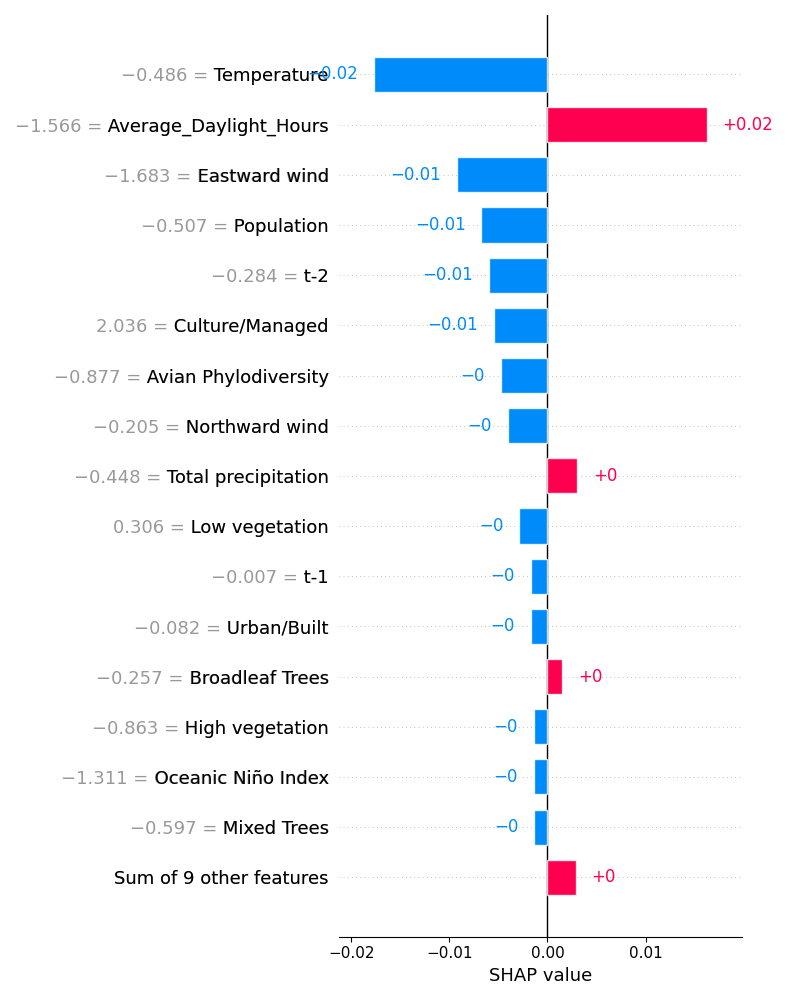 −0.486 = Temperature −0.02
−1.566 = Average_Daylight_Hours +0.02
−1.683 = Eastward wind −0.01
−0.507 = Population −0.01
−0.284 = t-2 −0.01
2.036 = Culture/Managed −0.01
−0.877 = Avian Phylodiversity −0
−0.205 = Northward wind −0
−0.448 = Total precipitation +0
0.306 = Low vegetation −0
−0.007 = t-1 −0
−0.082 = Urban/Built −0
−0.257 = Broadleaf Trees +0
−0.863 = High vegetation −0
−1.311 = Oceanic Niño Index −0
−0.597 = Mixed Trees −0
Sum of 9 other features +0
−0.02 −0.01 0.00 0.01
SHAP value